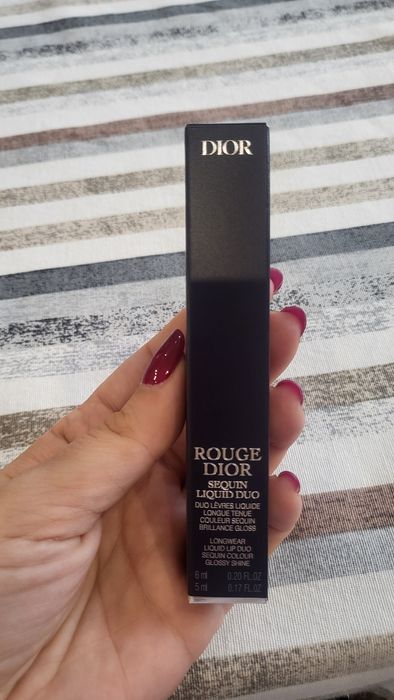 DIOR
ROUGE
DIOR
SEQUIN
LIQUID DUO
DUO LÈVRES LIQUIDE
LONGUE TENUE
COULEUR SEQUIN
BRILLANCE GLOSS
LONGWEAR
LIQUID LIP DUO
SEQUIN COLOUR
GLOSSY SHINE
6 ml 0.20 FL.OZ
5 ml 0.17 FL.OZ